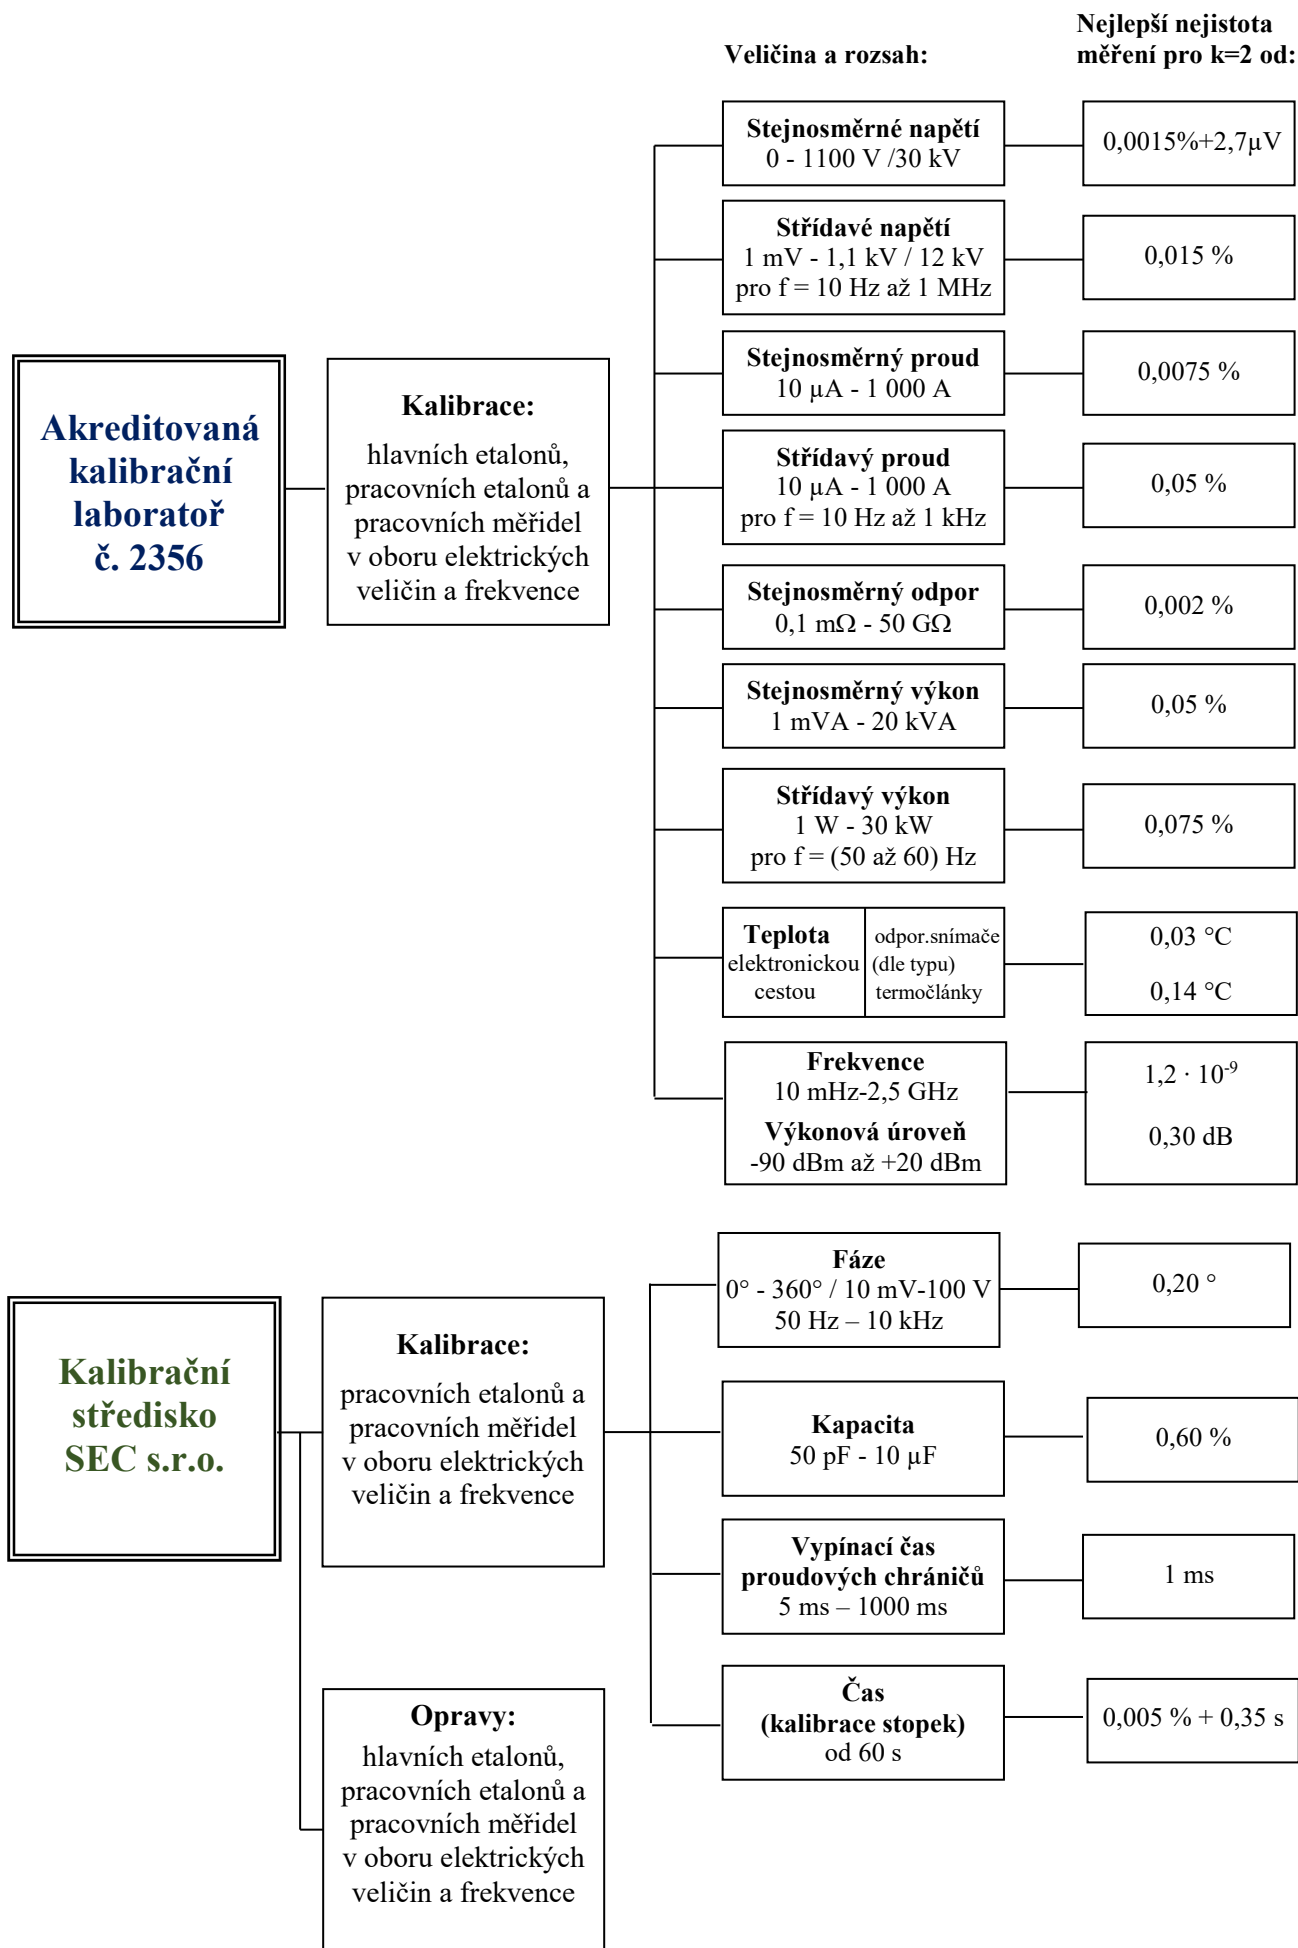 Veličina a rozsah:
Nejlepší nejistota
měření pro k=2 od:
Akreditovaná
kalibrační
laboratoř
č. 2356
Kalibrace:
hlavních etalonů,
pracovních etalonů a
pracovních měřidel
v oboru elektrických
veličin a frekvence
Stejnosměrné napětí
0 - 1100 V /30 kV
0,0015%+2,7µV
Střídavé napětí
1 mV - 1,1 kV / 12 kV
pro f = 10 Hz až 1 MHz
0,015 %
Stejnosměrný proud
10 µA - 1 000 A
0,0075 %
Střídavý proud
10 µA - 1 000 A
pro f = 10 Hz až 1 kHz
0,05 %
Stejnosměrný odpor
0,1 mΩ - 50 GΩ
0,002 %
Stejnosměrný výkon
1 mVA - 20 kVA
0,05 %
Střídavý výkon
1 W - 30 kW
pro f = (50 až 60) Hz
0,075 %
Teplota
elektronickou
cestou
odpor.snímače
(dle typu)
termočlánky
0,03 °C
0,14 °C
Frekvence
10 mHz-2,5 GHz
Výkonová úroveň
-90 dBm až +20 dBm
1,2 · 10⁻⁹
0,30 dB
Kalibrační
středisko
SEC s.r.o.
Kalibrace:
pracovních etalonů a
pracovních měřidel
v oboru elektrických
veličin a frekvence
Fáze
0° - 360° / 10 mV-100 V
50 Hz – 10 kHz
0,20 °
Kapacita
50 pF - 10 µF
0,60 %
Vypínací čas
proudových chráničů
5 ms – 1000 ms
1 ms
Čas
(kalibrace stopek)
od 60 s
0,005 % + 0,35 s
Opravy:
hlavních etalonů,
pracovních etalonů a
pracovních měřidel
v oboru elektrických
veličin a frekvence